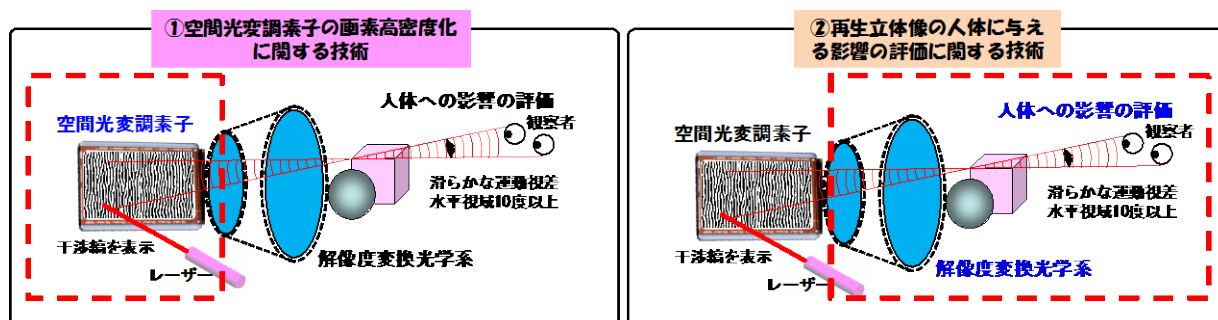 ①空間光変調素子の画素高密度化
に関する技術
人体への影響の評価
観察者
空間光変調素子
滑らかな運動視差
水平視域10度以上
干渉縞を表示
レーザー
解像度変換光学系
②再生立体像の人体に与え
る影響の評価に関する技術
人体への影響の評価
観察者
空間光変調素子
滑らかな運動視差
水平視域10度以上
干渉縞を表示
レーザー
解像度変換光学系